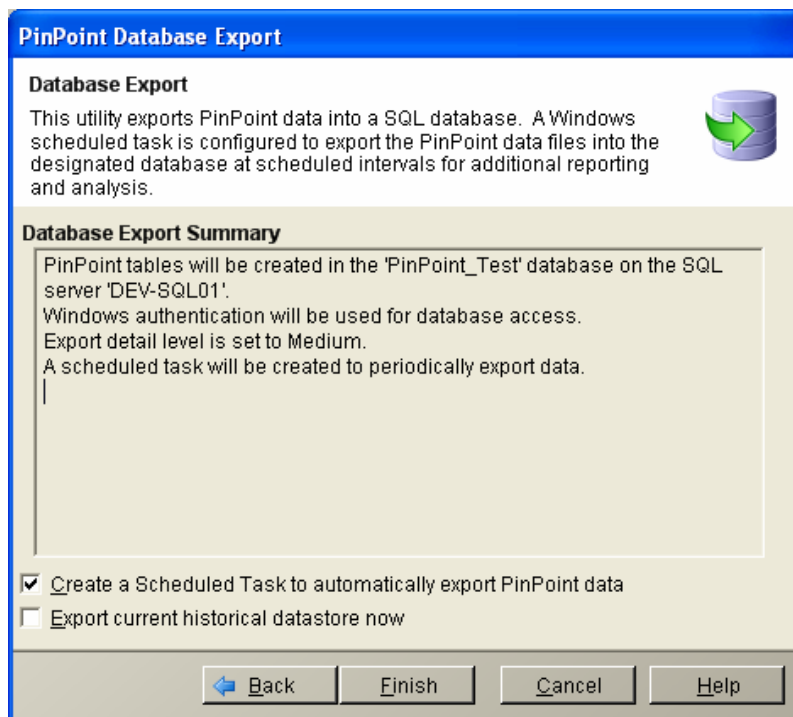 PinPoint Database Export
Database Export
This utility exports PinPoint data into a SQL database. A Windows
scheduled task is configured to export the PinPoint data files into the
designated database at scheduled intervals for additional reporting
and analysis.
Database Export Summary
PinPoint tables will be created in the 'PinPoint_Test' database on the SQL
server 'DEV-SQL01'.
Windows authentication will be used for database access.
Export detail level is set to Medium.
A scheduled task will be created to periodically export data.
Create a Scheduled Task to automatically export PinPoint data
Export current historical datastore now
Back Finish Cancel Help